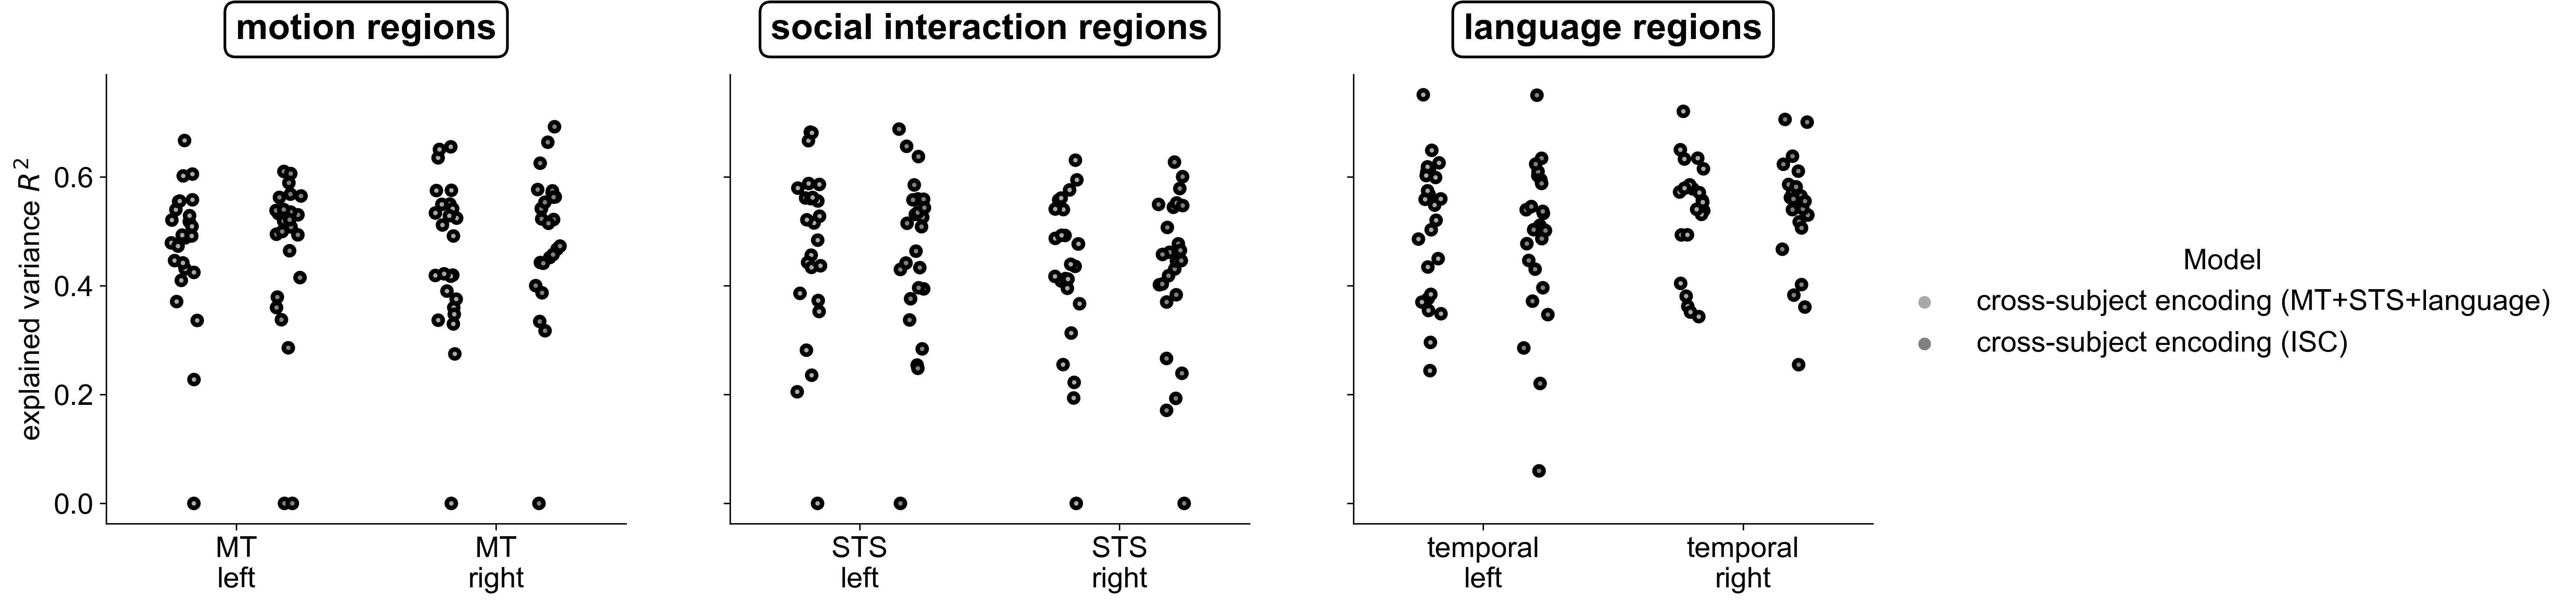 motion regions
social interaction regions
language regions
explained variance R²
0.6
0.4
0.2
0.0
MT
left
MT
right
STS
left
STS
right
temporal
left
temporal
right
Model
cross-subject encoding (MT+STS+language)
cross-subject encoding (ISC)